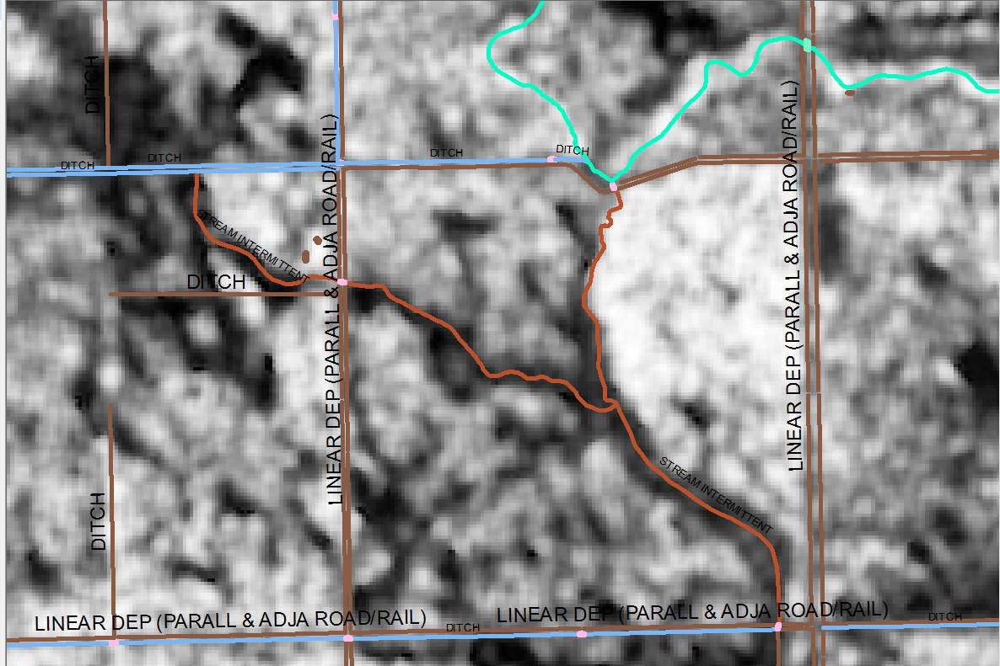 DITCH
DITCH
DITCH
DITCH
DITCH
LINEAR DEP (PARALL & ADJA ROAD/RAIL)
LINEAR DEP (PARALL & ADJA ROAD/RAIL)
STREAM INTERMITTENT
DITCH
STREAM INTERMITTENT
DITCH
LINEAR DEP (PARALL & ADJA ROAD/RAIL)
LINEAR DEP (PARALL & ADJA ROAD/RAIL)
DITCH
DITCH